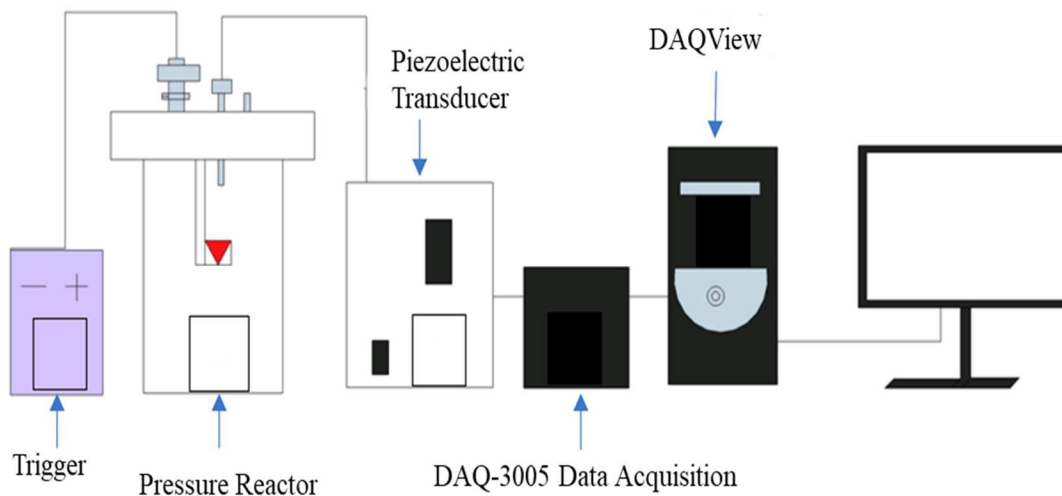 DAQView
Piezoelectric
Transducer
− +
Trigger
Pressure Reactor
DAQ-3005 Data Acquisition